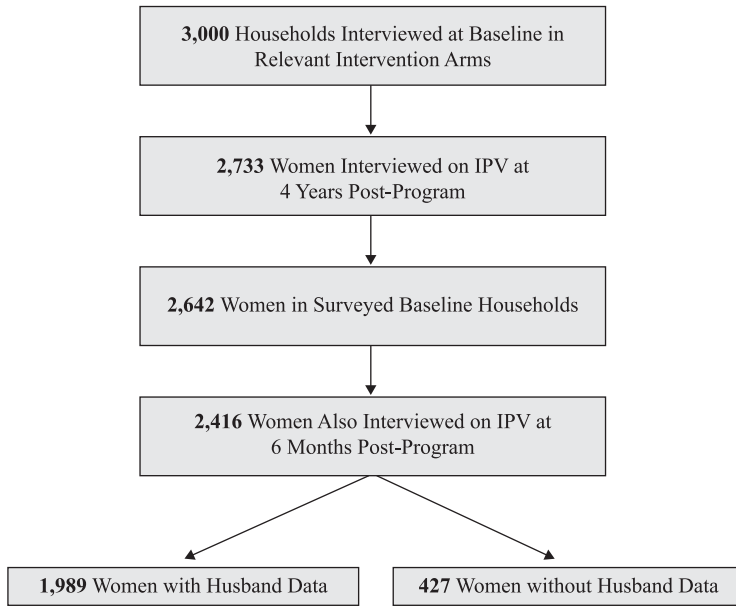 3,000 Households Interviewed at Baseline in
Relevant Intervention Arms
2,733 Women Interviewed on IPV at
4 Years Post-Program
2,642 Women in Surveyed Baseline Households
2,416 Women Also Interviewed on IPV at
6 Months Post-Program
1,989 Women with Husband Data
427 Women without Husband Data